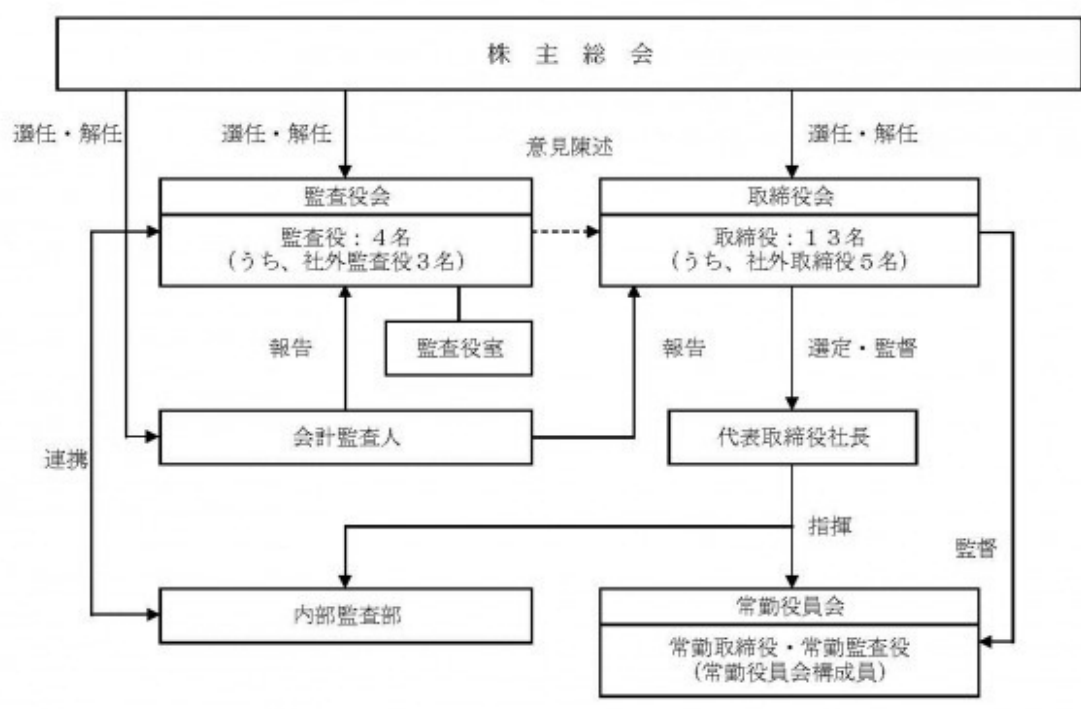 株主総会
選任・解任
選任・解任
選任・解任
意見陳述
監査役会
監査役：４名
（うち、社外監査役３名）
取締役会
取締役：１３名
（うち、社外取締役５名）
報告
監査役室
報告
選定・監督
会計監査人
代表取締役社長
連携
指揮
監督
内部監査部
常勤役員会
常勤取締役・常勤監査役
（常勤役員会構成員）